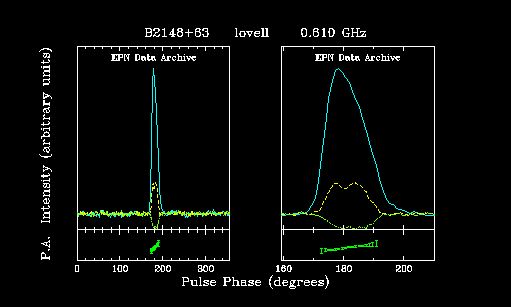 B2148+63 lovell 0.610 GHz
EPN Data Archive EPN Data Archive
P.A. Intensity (arbitrary units)
0 100 200 300 160 180 200
Pulse Phase (degrees)